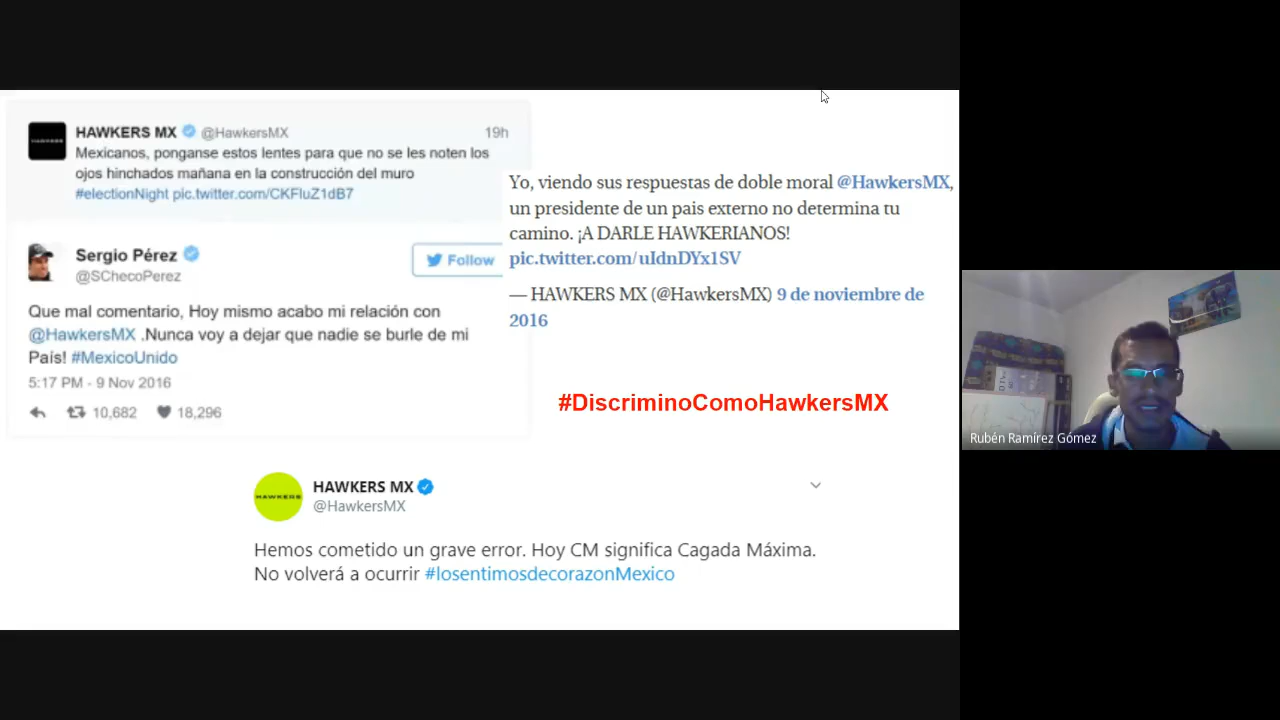 HAWKERS MX @HawkersMX 19h
Mexicanos, ponganse estos lentes para que no se les noten los
ojos hinchados mañana en la construcción del muro
#electionNight pic.twitter.com/CKFluZ1dB7
Sergio Pérez
@SChecoPerez
Follow
Que mal comentario, Hoy mismo acabo mi relación con
@HawkersMX .Nunca voy a dejar que nadie se burle de mi
País! #MexicoUnido
5:17 PM - 9 Nov 2016
10,682 18,296
Yo, viendo sus respuestas de doble moral @HawkersMX,
un presidente de un pais externo no determina tu
camino. ¡A DARLE HAWKERIANOS!
pic.twitter.com/uIdnDYx1SV
— HAWKERS MX (@HawkersMX) 9 de noviembre de
2016
#DiscriminoComoHawkersMX
HAWKERS
HAWKERS MX
@HawkersMX
Hemos cometido un grave error. Hoy CM significa Cagada Máxima.
No volverá a ocurrir #losentimosdecorazonMexico
Rubén Ramírez Gómez